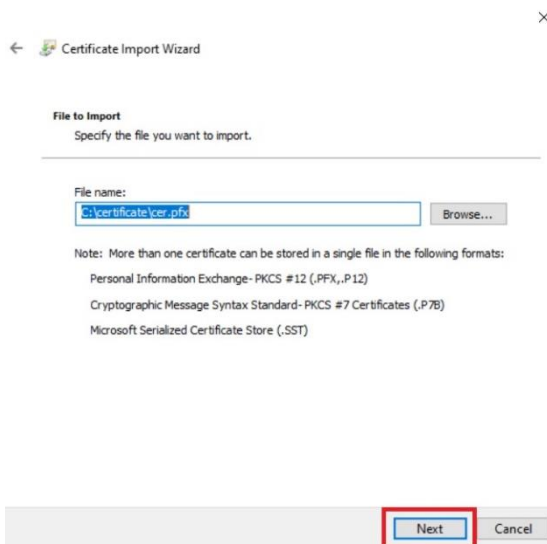 Certificate Import Wizard
File to Import
Specify the file you want to import.
File name:
C:\certificate\cer.pfx
Browse...
Note: More than one certificate can be stored in a single file in the following formats:
Personal Information Exchange- PKCS #12 (.PFX,.P12)
Cryptographic Message Syntax Standard- PKCS #7 Certificates (.P7B)
Microsoft Serialized Certificate Store (.SST)
Next Cancel